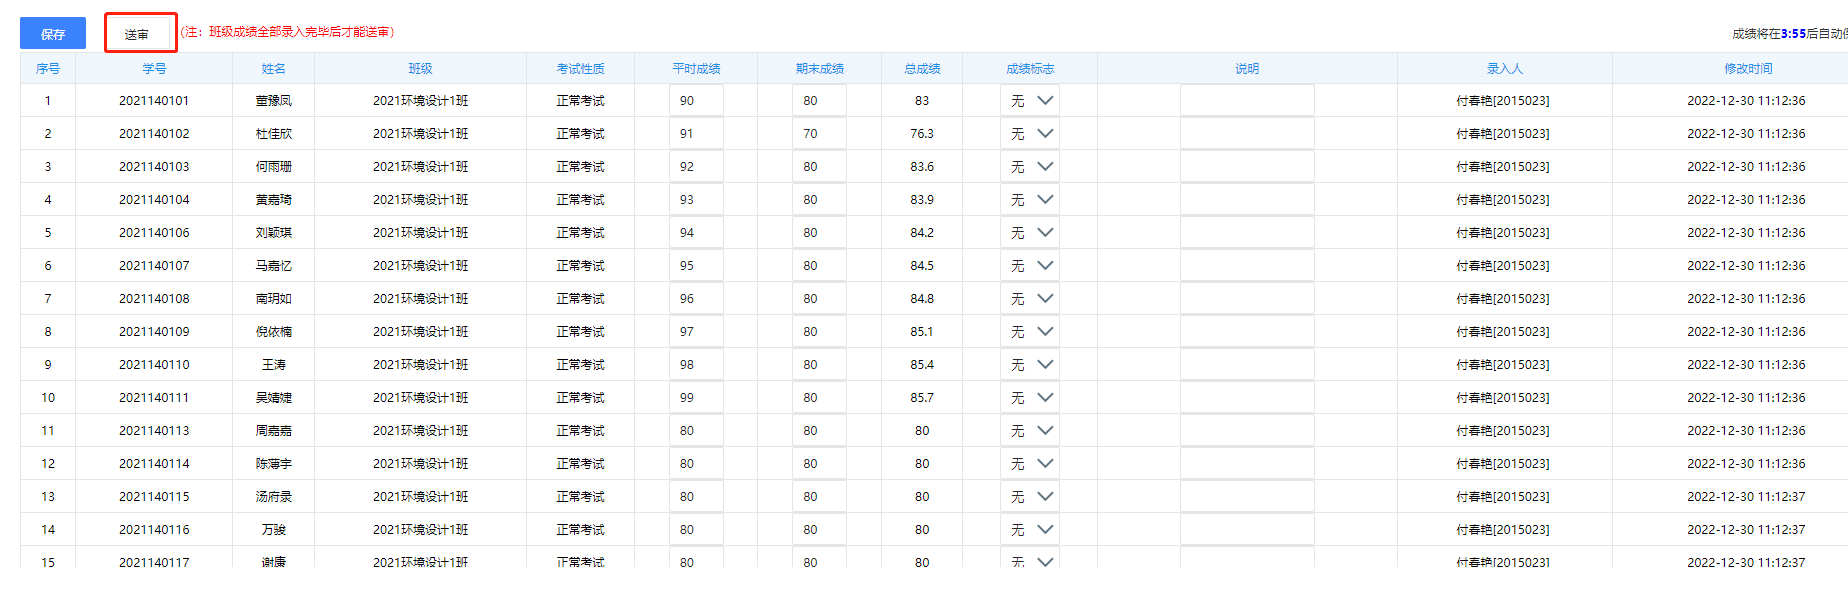 保存 送审 (注：班级成绩全部录入完毕后才能送审) 成绩将在3:55后自动
序号 学号 姓名 班级 考试性质 平时成绩 期末成绩 总成绩 成绩标志 说明 录入人 修改时间
1 2021140101 董豫凤 2021环境设计1班 正常考试 90 80 83 无 付春艳[2015023] 2022-12-30 11:12:36
2 2021140102 杜佳欣 2021环境设计1班 正常考试 91 70 76.3 无 付春艳[2015023] 2022-12-30 11:12:36
3 2021140103 何雨珊 2021环境设计1班 正常考试 92 80 83.6 无 付春艳[2015023] 2022-12-30 11:12:36
4 2021140104 黄嘉琦 2021环境设计1班 正常考试 93 80 83.9 无 付春艳[2015023] 2022-12-30 11:12:36
5 2021140106 刘颖琪 2021环境设计1班 正常考试 94 80 84.2 无 付春艳[2015023] 2022-12-30 11:12:36
6 2021140107 马嘉忆 2021环境设计1班 正常考试 95 80 84.5 无 付春艳[2015023] 2022-12-30 11:12:36
7 2021140108 南玥如 2021环境设计1班 正常考试 96 80 84.8 无 付春艳[2015023] 2022-12-30 11:12:36
8 2021140109 倪依楠 2021环境设计1班 正常考试 97 80 85.1 无 付春艳[2015023] 2022-12-30 11:12:36
9 2021140110 王涛 2021环境设计1班 正常考试 98 80 85.4 无 付春艳[2015023] 2022-12-30 11:12:36
10 2021140111 吴婧婕 2021环境设计1班 正常考试 99 80 85.7 无 付春艳[2015023] 2022-12-30 11:12:36
11 2021140113 周嘉嘉 2021环境设计1班 正常考试 80 80 80 无 付春艳[2015023] 2022-12-30 11:12:36
12 2021140114 陈薄宇 2021环境设计1班 正常考试 80 80 80 无 付春艳[2015023] 2022-12-30 11:12:36
13 2021140115 汤府录 2021环境设计1班 正常考试 80 80 80 无 付春艳[2015023] 2022-12-30 11:12:37
14 2021140116 万骏 2021环境设计1班 正常考试 80 80 80 无 付春艳[2015023] 2022-12-30 11:12:37
15 2021140117 谢康 2021环境设计1班 正常考试 80 80 80 无 付春艳[2015023] 2022-12-30 11:12:37